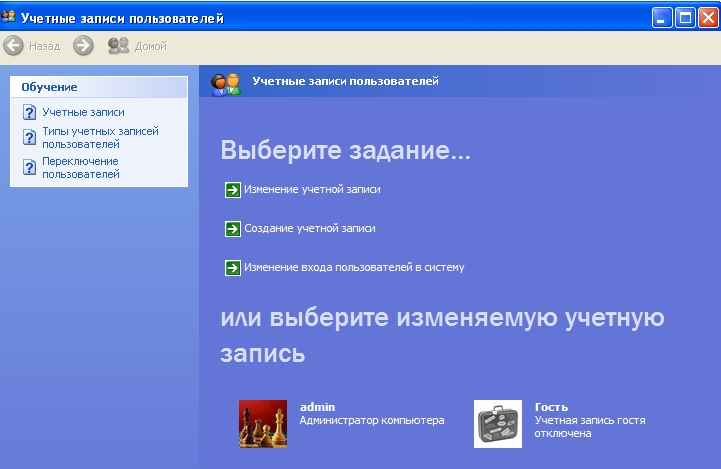 Учетные записи пользователей
Назад
Домой
Обучение
Учетные записи
Типы учетных записей
пользователей
Переключение
пользователей
Учетные записи пользователей
Выберите задание...
Изменение учетной записи
Создание учетной записи
Изменение входа пользователей в систему
или выберите изменяемую учетную
запись
admin
Администратор компьютера
Гость
Учетная запись гостя
отключена